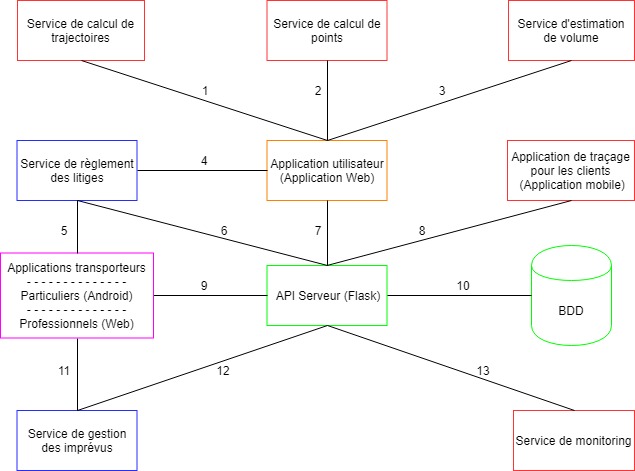 Service de calcul de
trajectoires
Service de calcul de
points
Service d'estimation
de volume
1
2
3
Service de règlement
des litiges
4
Application utilisateur
(Application Web)
Application de traçage
pour les clients
(Application mobile)
5
6
7
8
Applications transporteurs
- - - - - - - - - - - - - -
Particuliers (Android)
- - - - - - - - - - - - - -
Professionnels (Web)
9
API Serveur (Flask)
10
BDD
11
12
13
Service de gestion
des imprévus
Service de monitoring